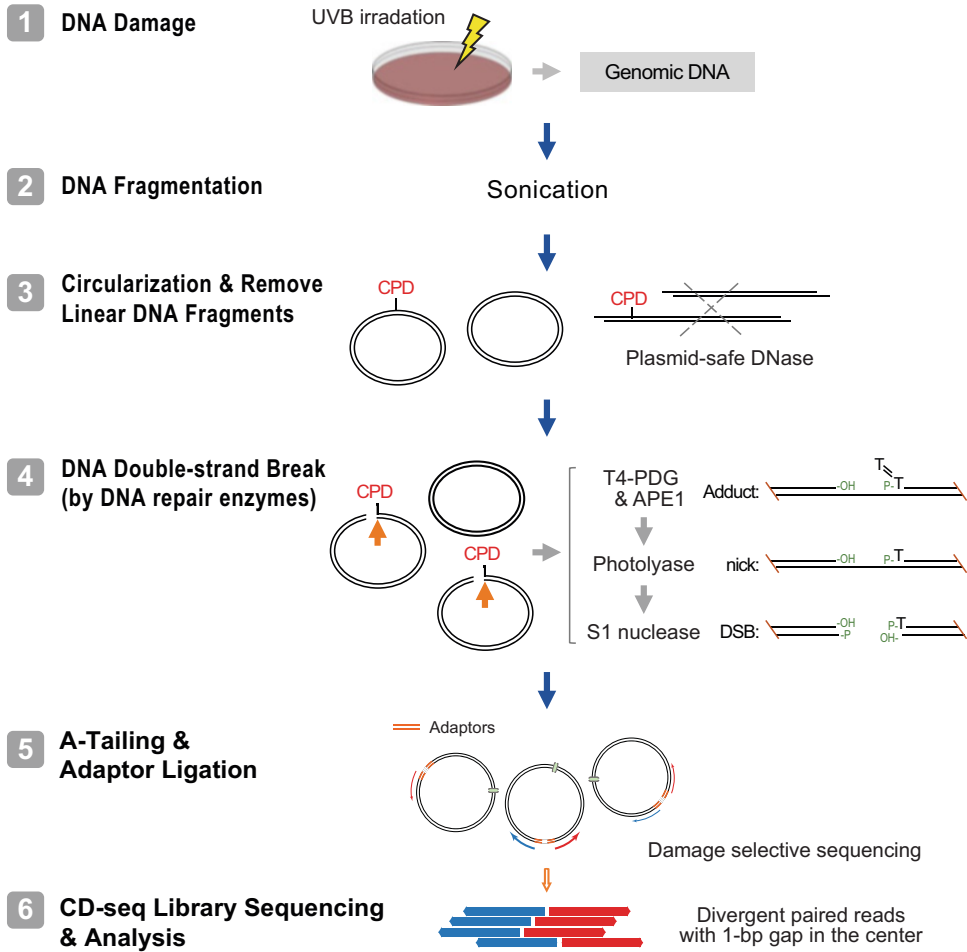 1 DNA Damage
UVB irradation
Genomic DNA
2 DNA Fragmentation
Sonication
3 Circularization & Remove
Linear DNA Fragments
CPD
CPD
Plasmid-safe DNase
4 DNA Double-strand Break
(by DNA repair enzymes)
CPD
CPD
T4-PDG
& APE1
Adduct:
-OH
T
P-T
Photolyase
nick:
-OH
P-T
S1 nuclease
DSB:
-OH
-P
P-T
OH-
5 A-Tailing &
Adaptor Ligation
Adaptors
Damage selective sequencing
6 CD-seq Library Sequencing
& Analysis
Divergent paired reads
with 1-bp gap in the center